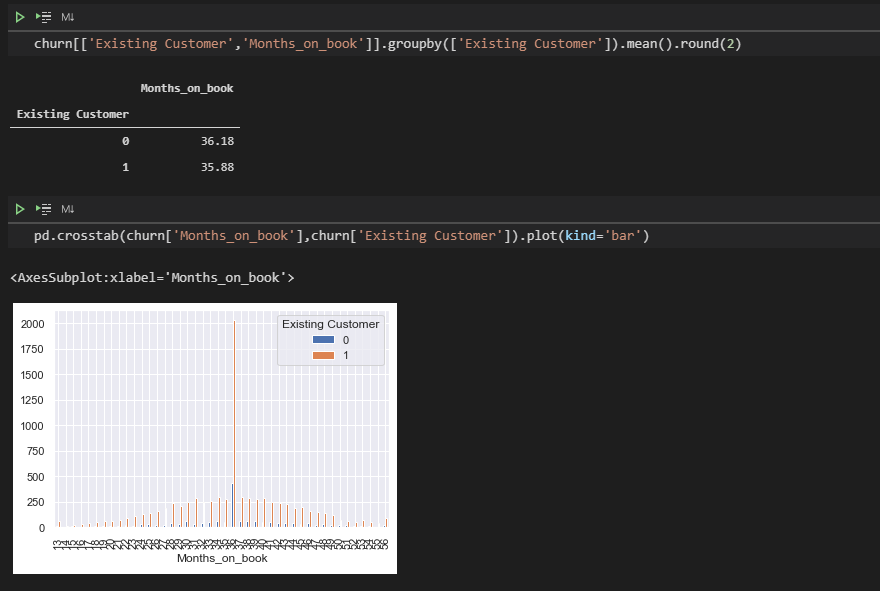 M↓
churn[['Existing Customer','Months_on_book']].groupby(['Existing Customer']).mean().round(2)
Months_on_book
Existing Customer
0 36.18
1 35.88
M↓
pd.crosstab(churn['Months_on_book'],churn['Existing Customer']).plot(kind='bar')
<AxesSubplot:xlabel='Months_on_book'>
Existing Customer
0
1
2000
1750
1500
1250
1000
750
500
250
0
13 14 15 16 17 18 19 20 21 22 23 24 25 26 27 28 29 30 31 32 33 34 35 36 37 38 39 40 41 42 43 44 45 46 47 48 49 50 51 52 53 54 55 56
Months_on_book